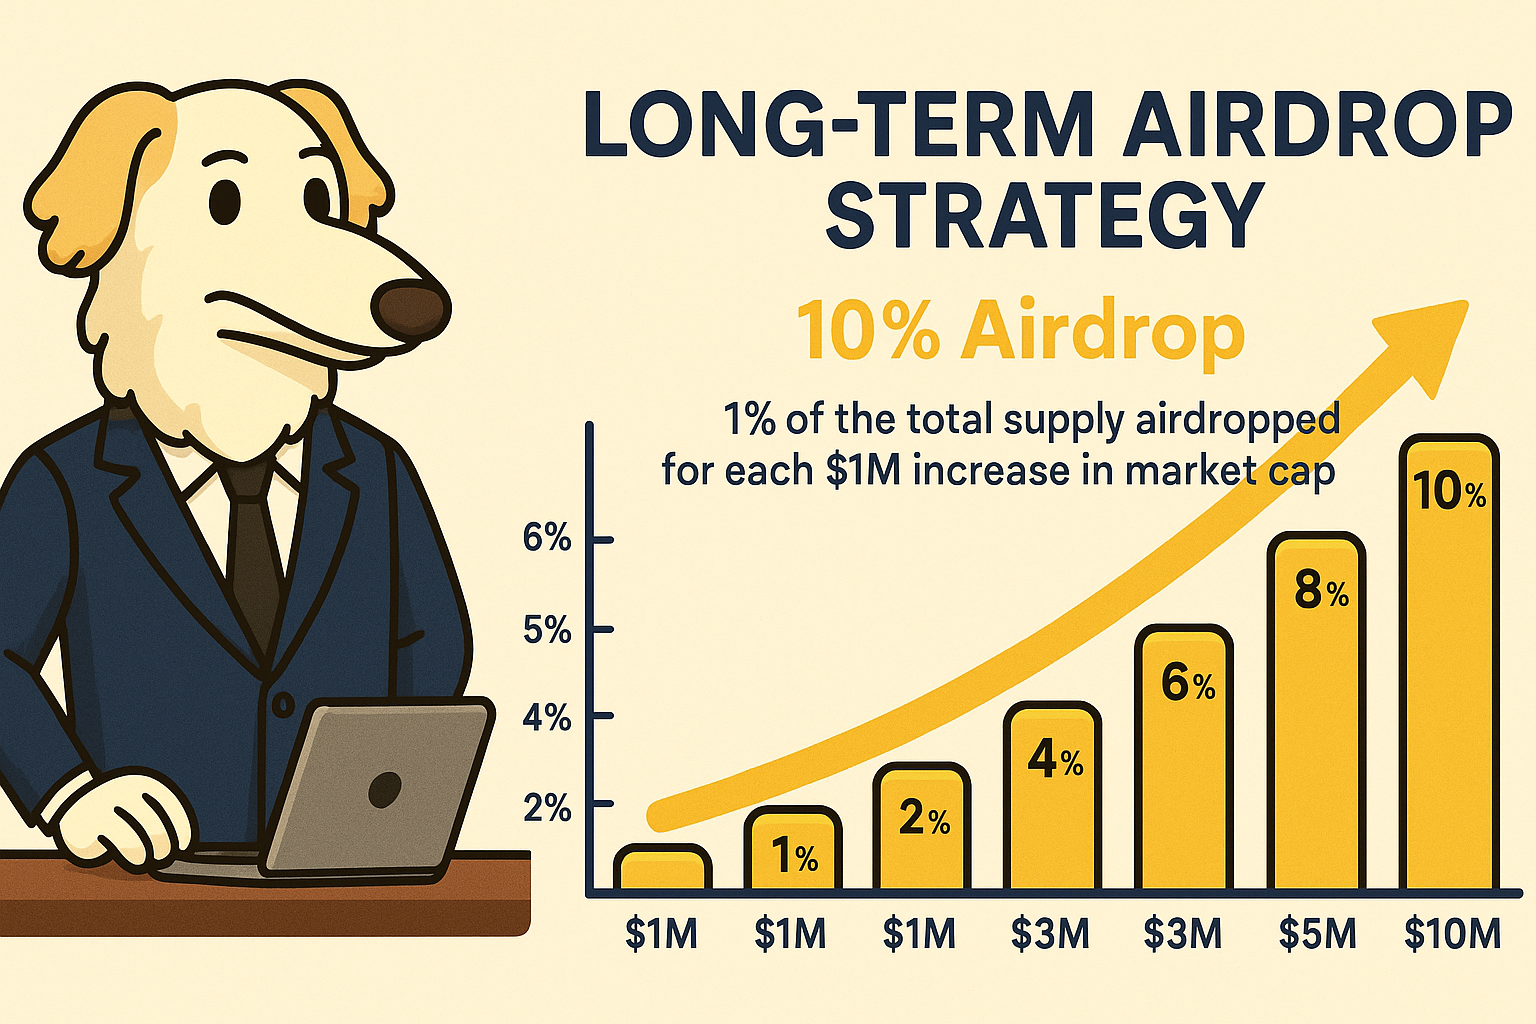 LONG-TERM AIRDROP
STRATEGY
10% Airdrop
1% of the total supply airdropped
for each $1M increase in market cap
6%
5%
4%
2%
1%
2%
4%
6%
8%
10%
$1M $1M $1M $3M $3M $5M $10M